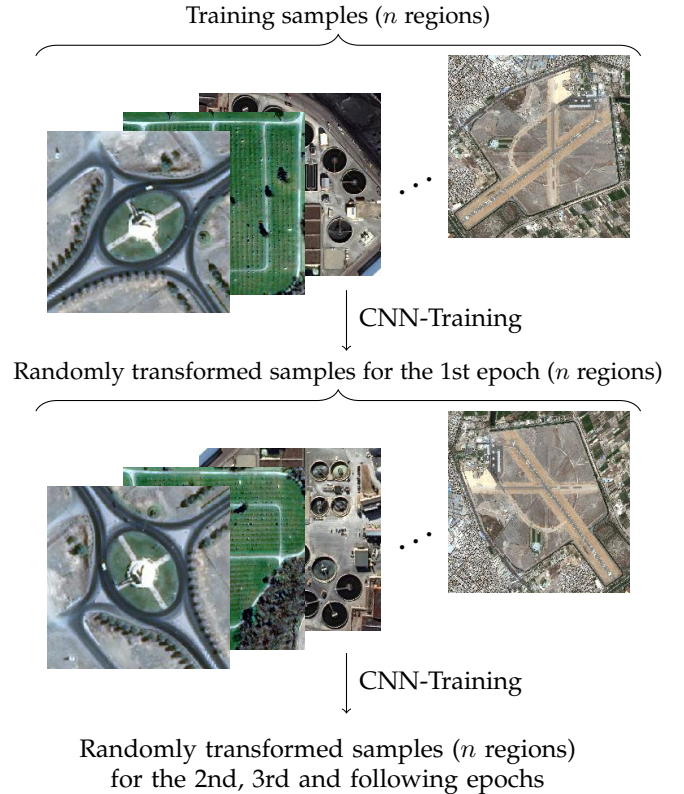 Training samples (n regions)
CNN-Training
Randomly transformed samples for the 1st epoch (n regions)
CNN-Training
Randomly transformed samples (n regions)
for the 2nd, 3rd and following epochs